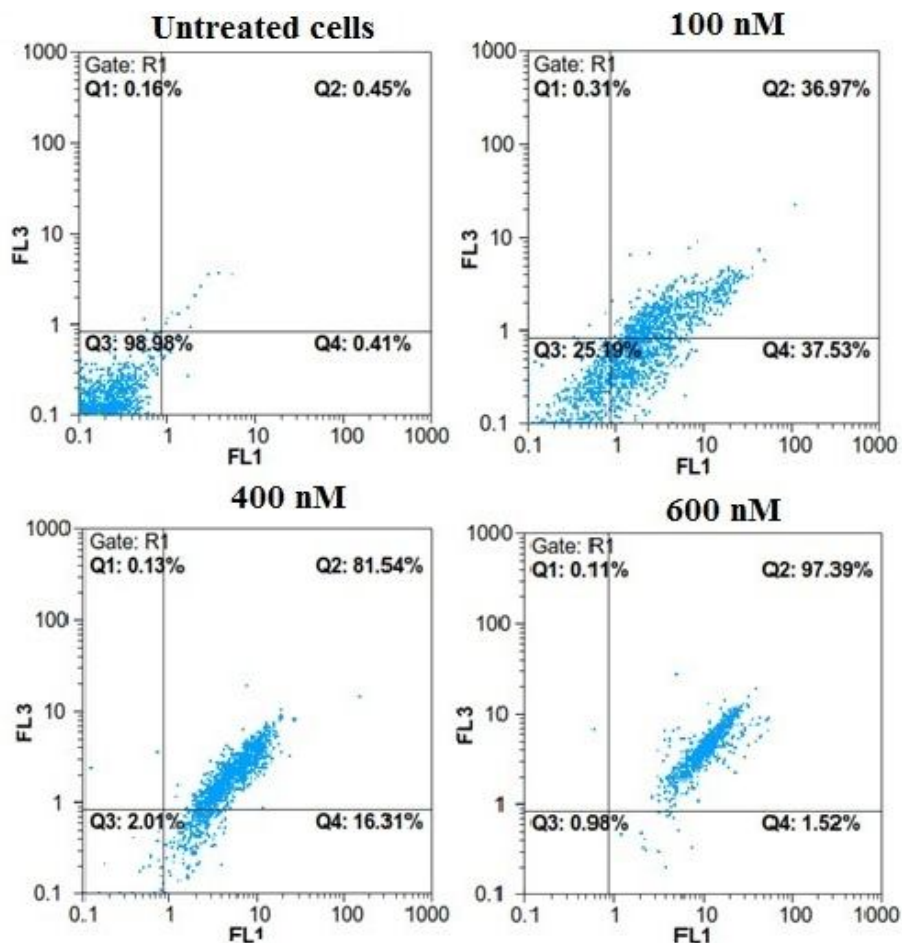 Untreated cells
1000
Gate: R1
Q1: 0.16% Q2: 0.45%
100
FL3
10
1
Q3: 98.98% Q4: 0.41%
0.1
0.1 1 10 100 1000
FL1
100 nM
1000
Gate: R1
Q1: 0.31% Q2: 36.97%
100
FL3
10
1
Q3: 25.19% Q4: 37.53%
0.1
0.1 1 10 100 1000
FL1
400 nM
1000
Gate: R1
Q1: 0.13% Q2: 81.54%
100
FL3
10
1
Q3: 2.01% Q4: 16.31%
0.1
0.1 1 10 100 1000
FL1
600 nM
1000
Gate: R1
Q1: 0.11% Q2: 97.39%
100
FL3
10
1
Q3: 0.98% Q4: 1.52%
0.1
0.1 1 10 100 1000
FL1